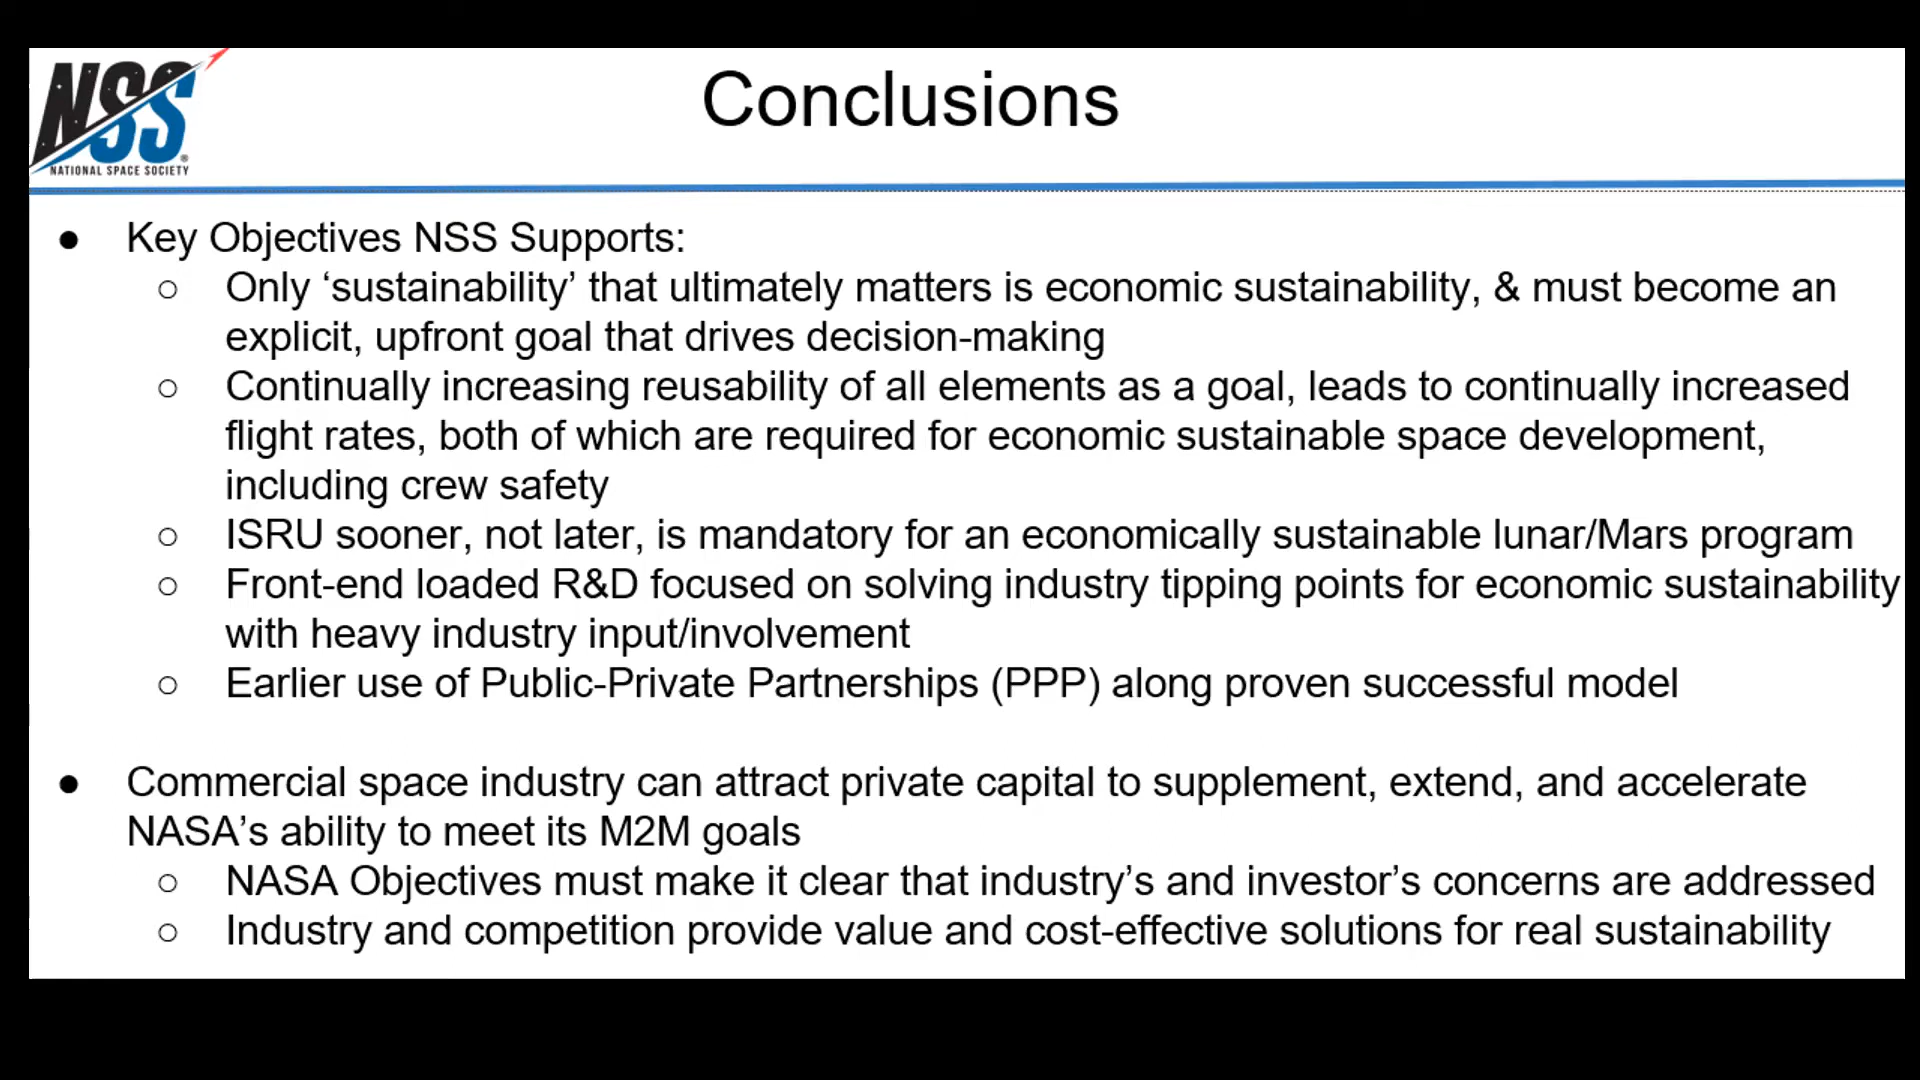 NSS
NATIONAL SPACE SOCIETY
Conclusions
● Key Objectives NSS Supports:
○ Only ‘sustainability’ that ultimately matters is economic sustainability, & must become an
explicit, upfront goal that drives decision-making
○ Continually increasing reusability of all elements as a goal, leads to continually increased
flight rates, both of which are required for economic sustainable space development,
including crew safety
○ ISRU sooner, not later, is mandatory for an economically sustainable lunar/Mars program
○ Front-end loaded R&D focused on solving industry tipping points for economic sustainability
with heavy industry input/involvement
○ Earlier use of Public-Private Partnerships (PPP) along proven successful model
● Commercial space industry can attract private capital to supplement, extend, and accelerate
NASA’s ability to meet its M2M goals
○ NASA Objectives must make it clear that industry’s and investor’s concerns are addressed
○ Industry and competition provide value and cost-effective solutions for real sustainability